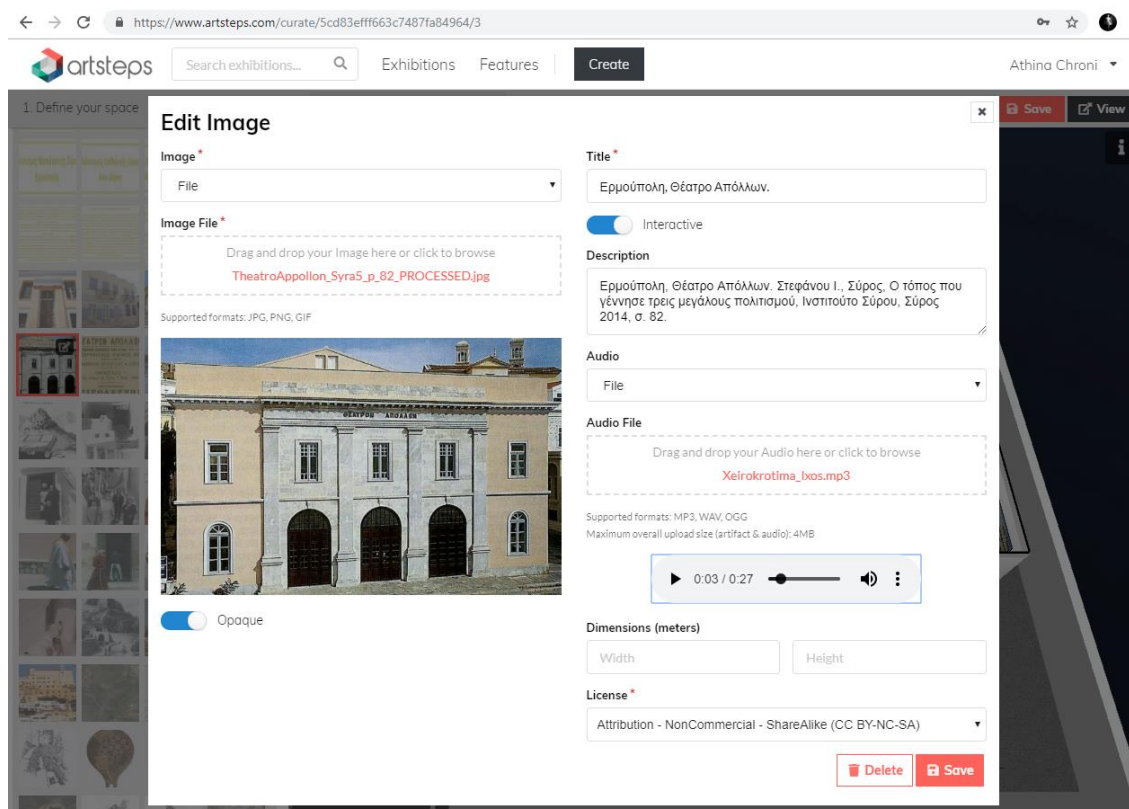 https://www.artsteps.com/curate/5cd83efff663c7487fa84964/3
artsteps
Search exhibitions...
Exhibitions
Features
Create
Athina Chroni
1. Define your space
Save
View
Edit Image
Image *
File
Image File *
Drag and drop your Image here or click to browse
TheatroAppollon_Syra5_p_82_PROCESSED.jpg
Supported formats: JPG, PNG, GIF
ΘΕΑΤΡΟΝ ΑΠΟΛΛΩΝ
Opaque
Title *
Ερμούπολη, Θέατρο Απόλλων.
Interactive
Description
Ερμούπολη, Θέατρο Απόλλων. Στεφάνου Ι., Σύρος, Ο τόπος που
γέννησε τρεις μεγάλους πολιτισμού, Ινστιτούτο Σύρου, Σύρος
2014, σ. 82.
Audio
File
Audio File
Drag and drop your Audio here or click to browse
Xeirokrotima_Ixos.mp3
Supported formats: MP3, WAV, OGG
Maximum overall upload size (artifact & audio): 4MB
0:03 / 0:27
Dimensions (meters)
Width
Height
License *
Attribution - NonCommercial - ShareAlike (CC BY-NC-SA)
Delete
Save